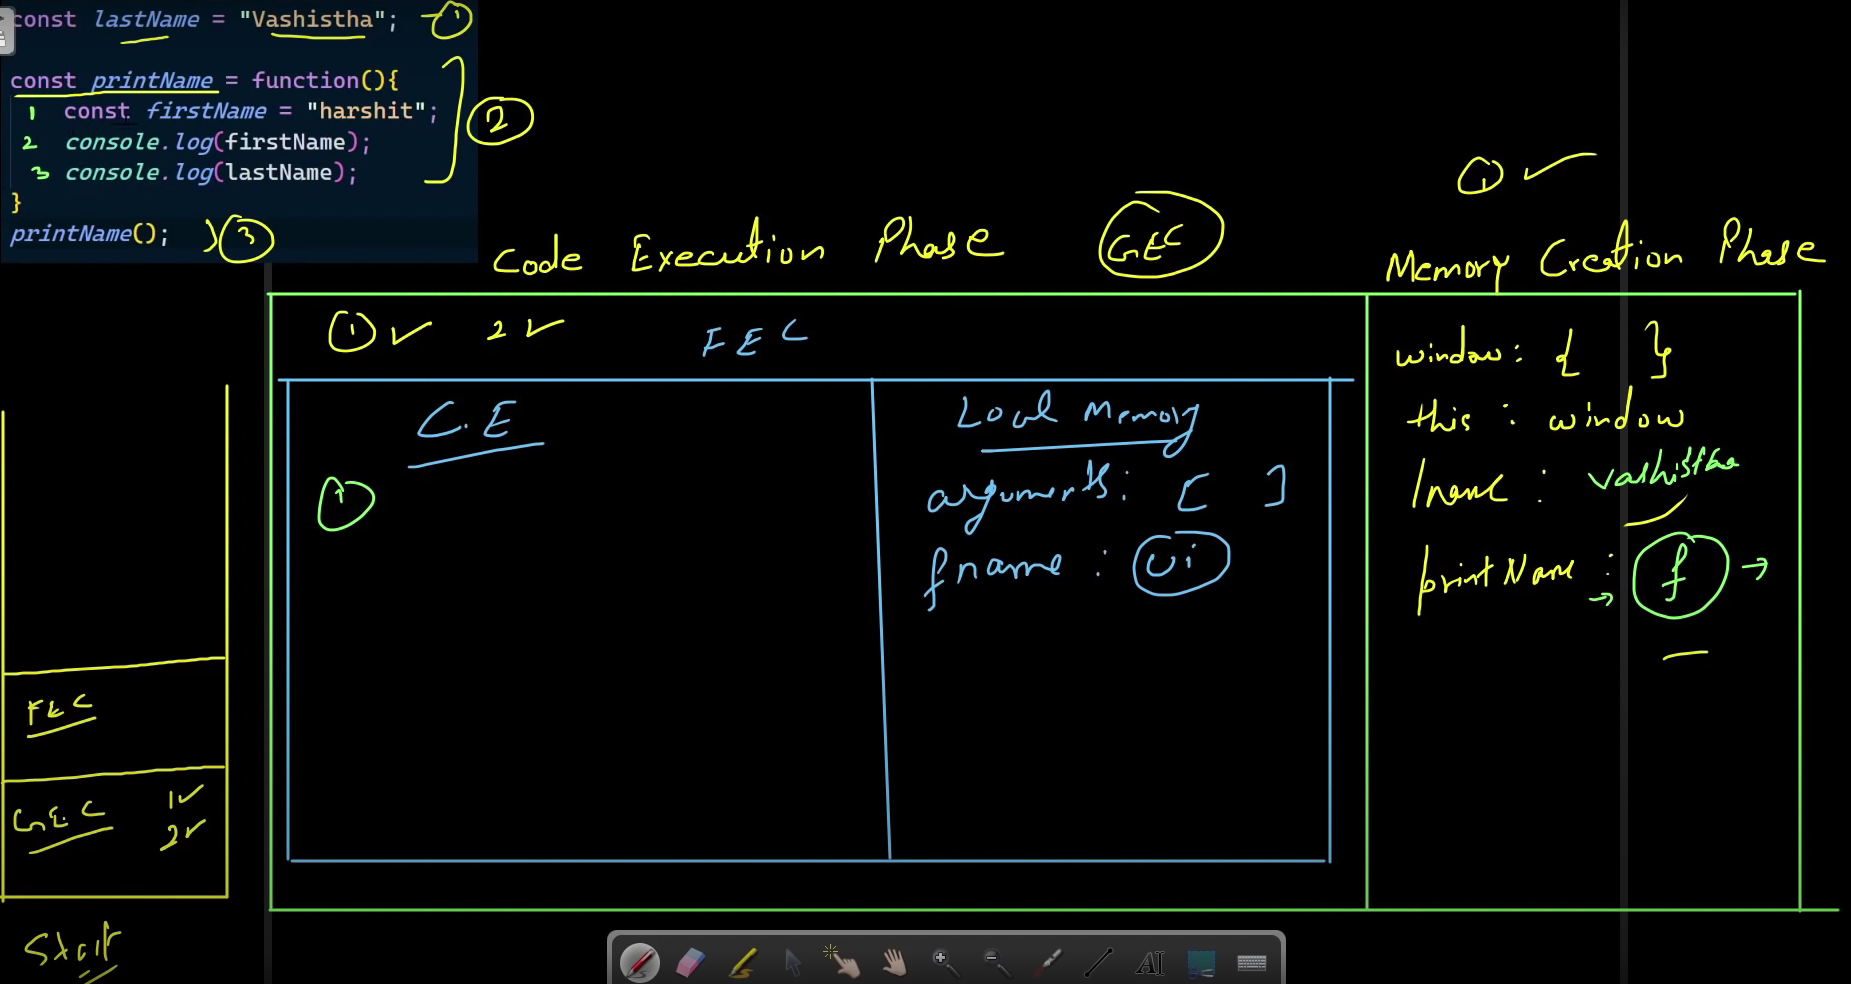 const lastName = "Vashistha"; 1
const printName = function(){
1 const firstName = "harshit";
2 console.log(firstName);
3 console.log(lastName);
}
2
printName(); 3
1
Code Execution Phase GEC
Memory Creation Phase
1 2 FEC
C.E
1
Local Memory
arguments: [ ]
fname : ui
window: { }
this : window
lname : vashistha
printName : f
FEC
GEC 1
2
Start
AI